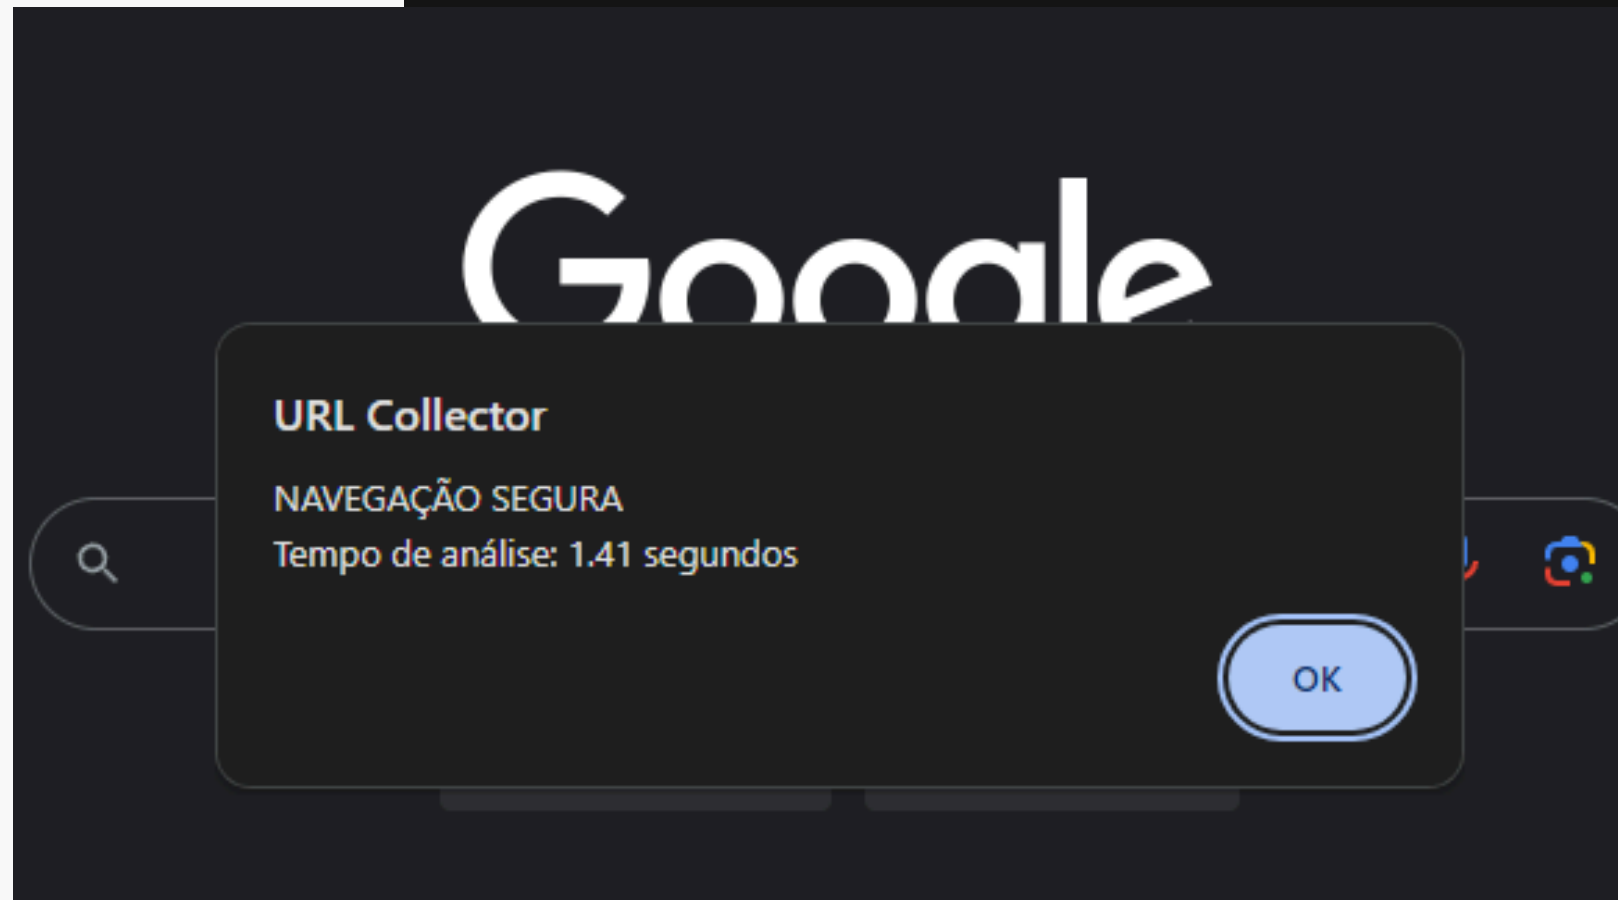 Google
URL Collector
NAVEGAÇÃO SEGURA
Tempo de análise: 1.41 segundos
OK